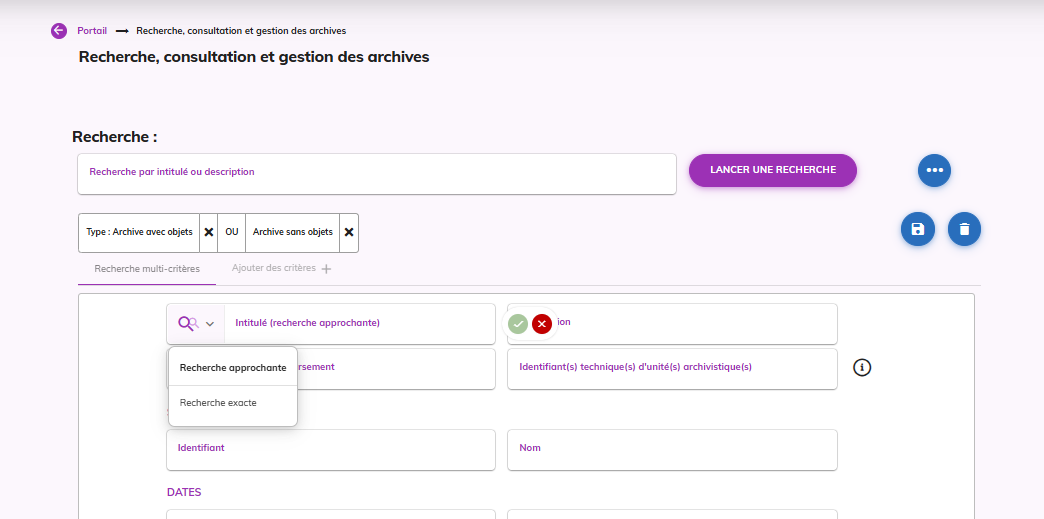 Portail → Recherche, consultation et gestion des archives
Recherche, consultation et gestion des archives
Recherche :
Recherche par intitulé ou description
LANCER UNE RECHERCHE
Type : Archive avec objets
OU
Archive sans objets
Recherche multi-critères
Ajouter des critères +
Intitulé (recherche approchante)
ion
Recherche approchante
Recherche exacte
rsement
Identifiant(s) technique(s) d'unité(s) archivistique(s)
Identifiant
Nom
DATES